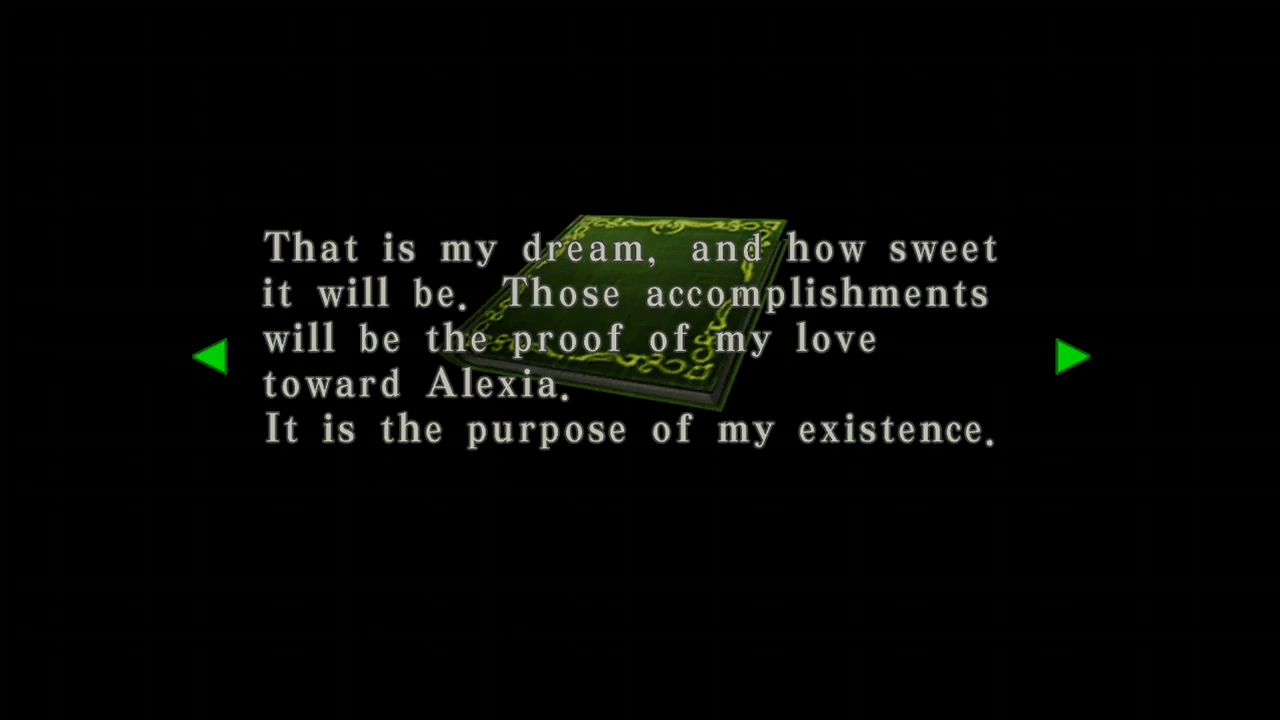 That is my dream, and how sweet
it will be. Those accomplishments
will be the proof of my love
toward Alexia.
It is the purpose of my existence.